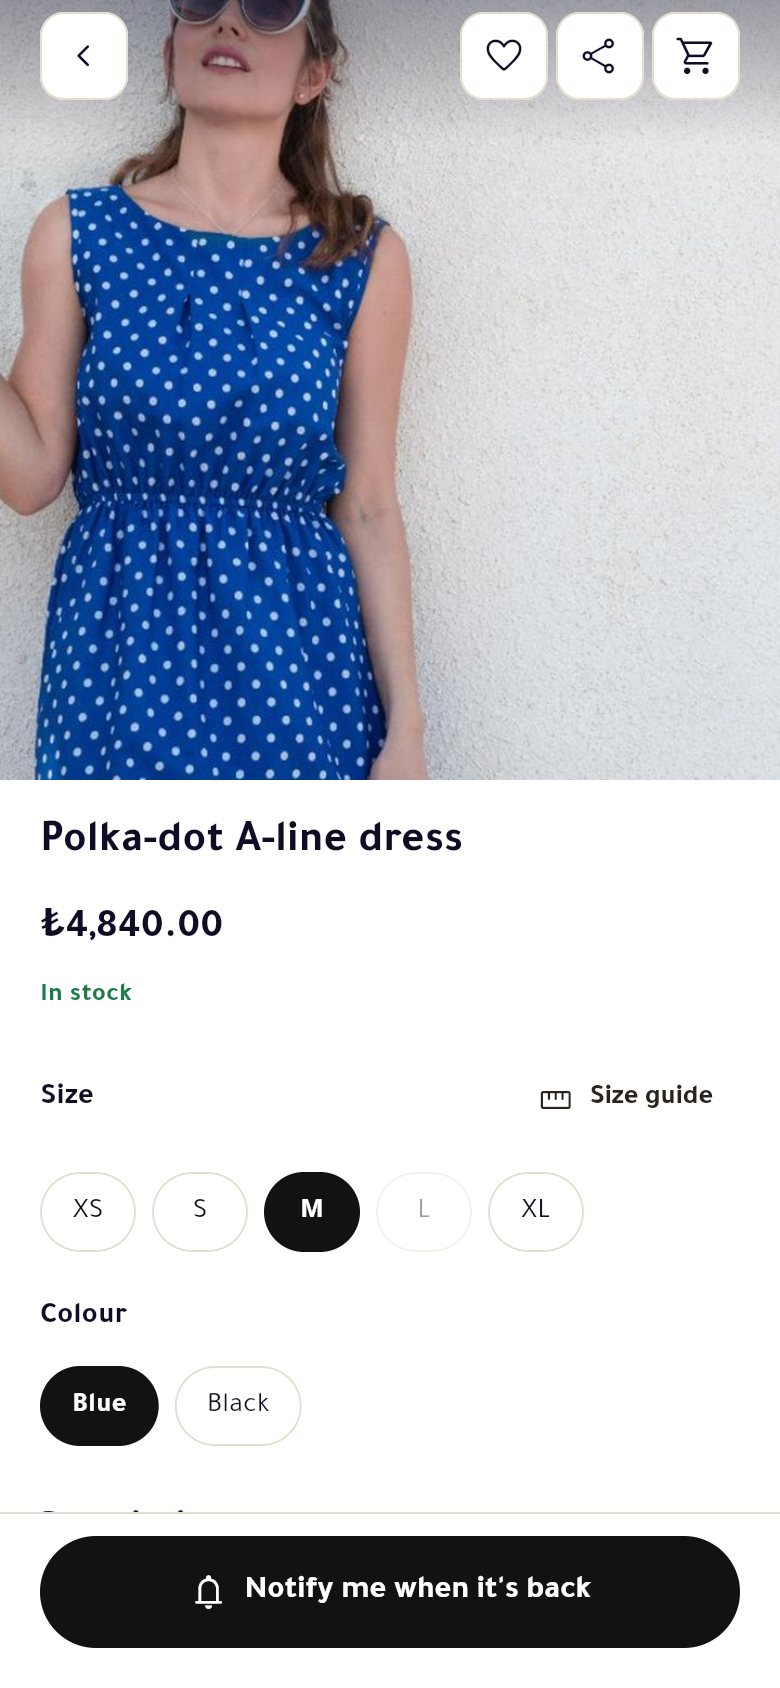 Polka-dot A-line dress
₺4,840.00
In stock
Size
Size guide
XS
S
M
L
XL
Colour
Blue
Black
Notify me when it's back